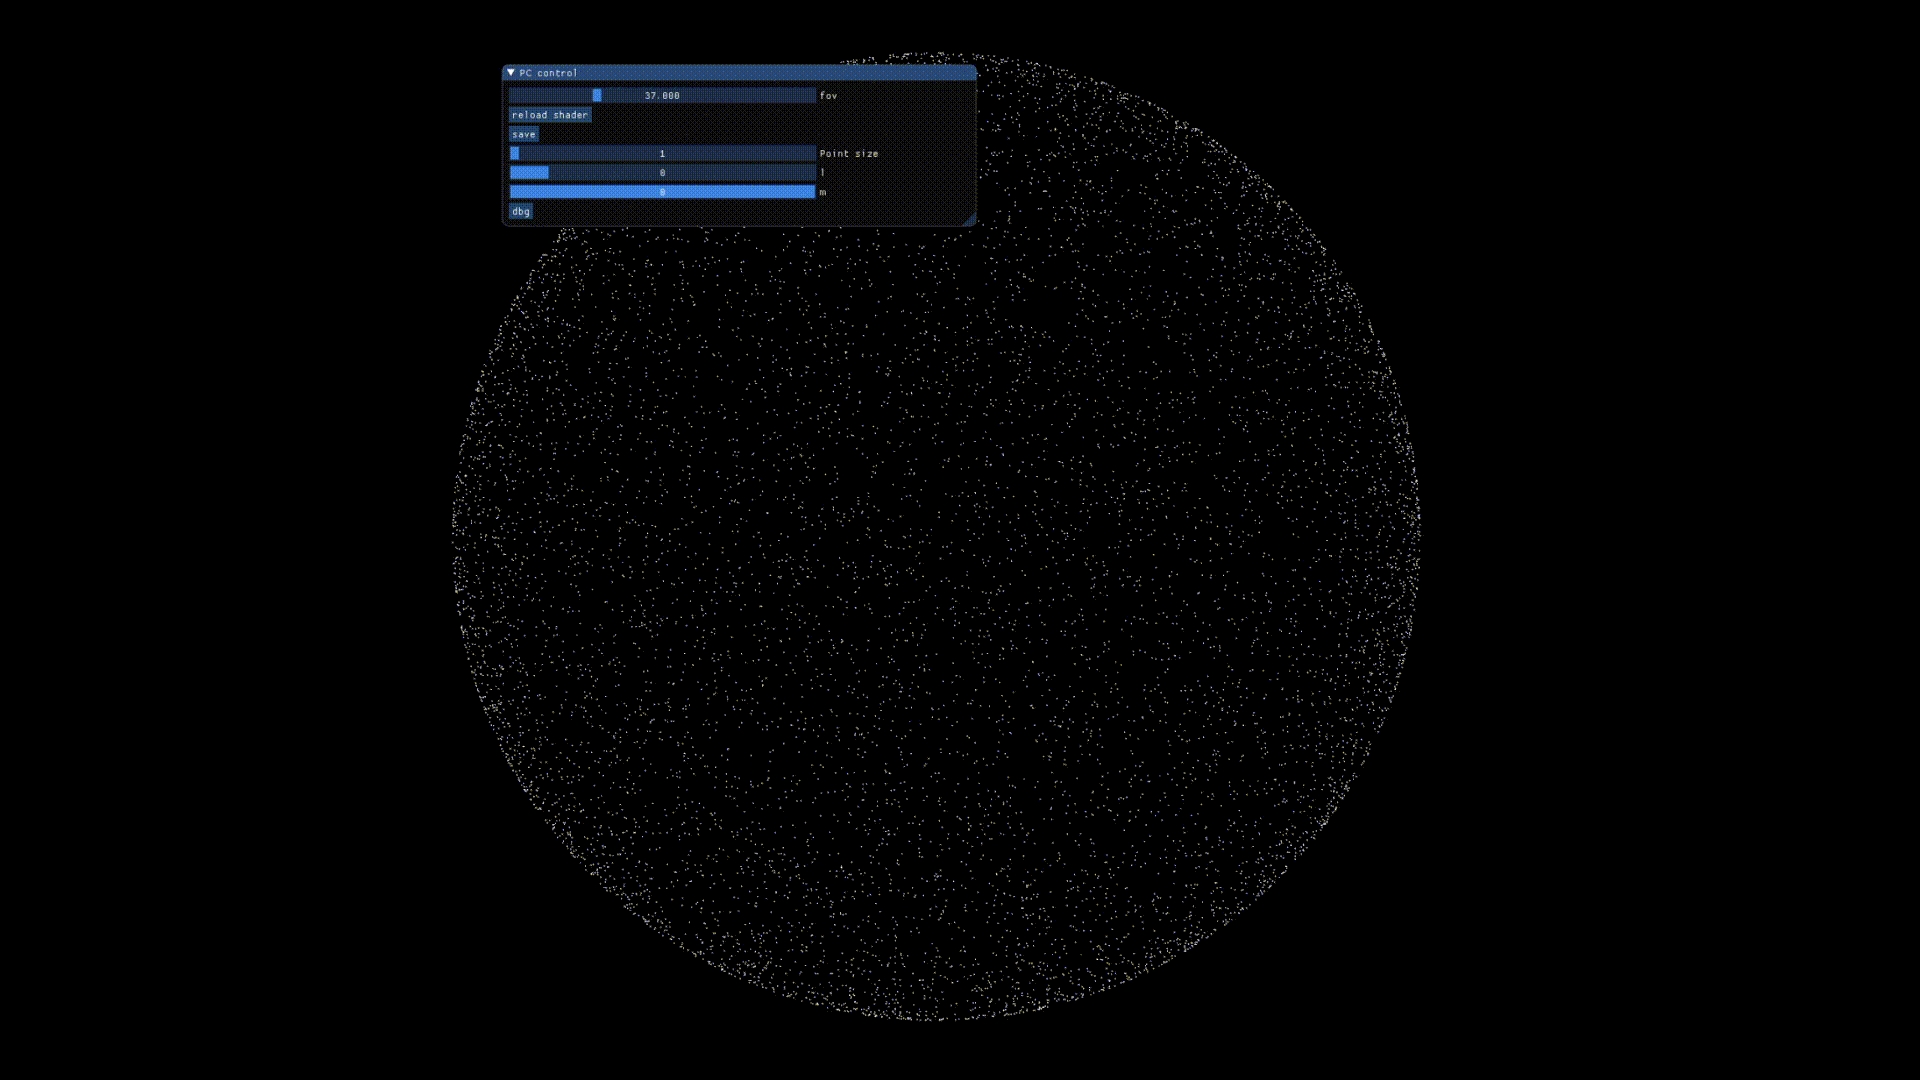 PC control
37.000 fov
reload shader
save
1 Point size
0 l
0 m
dbg